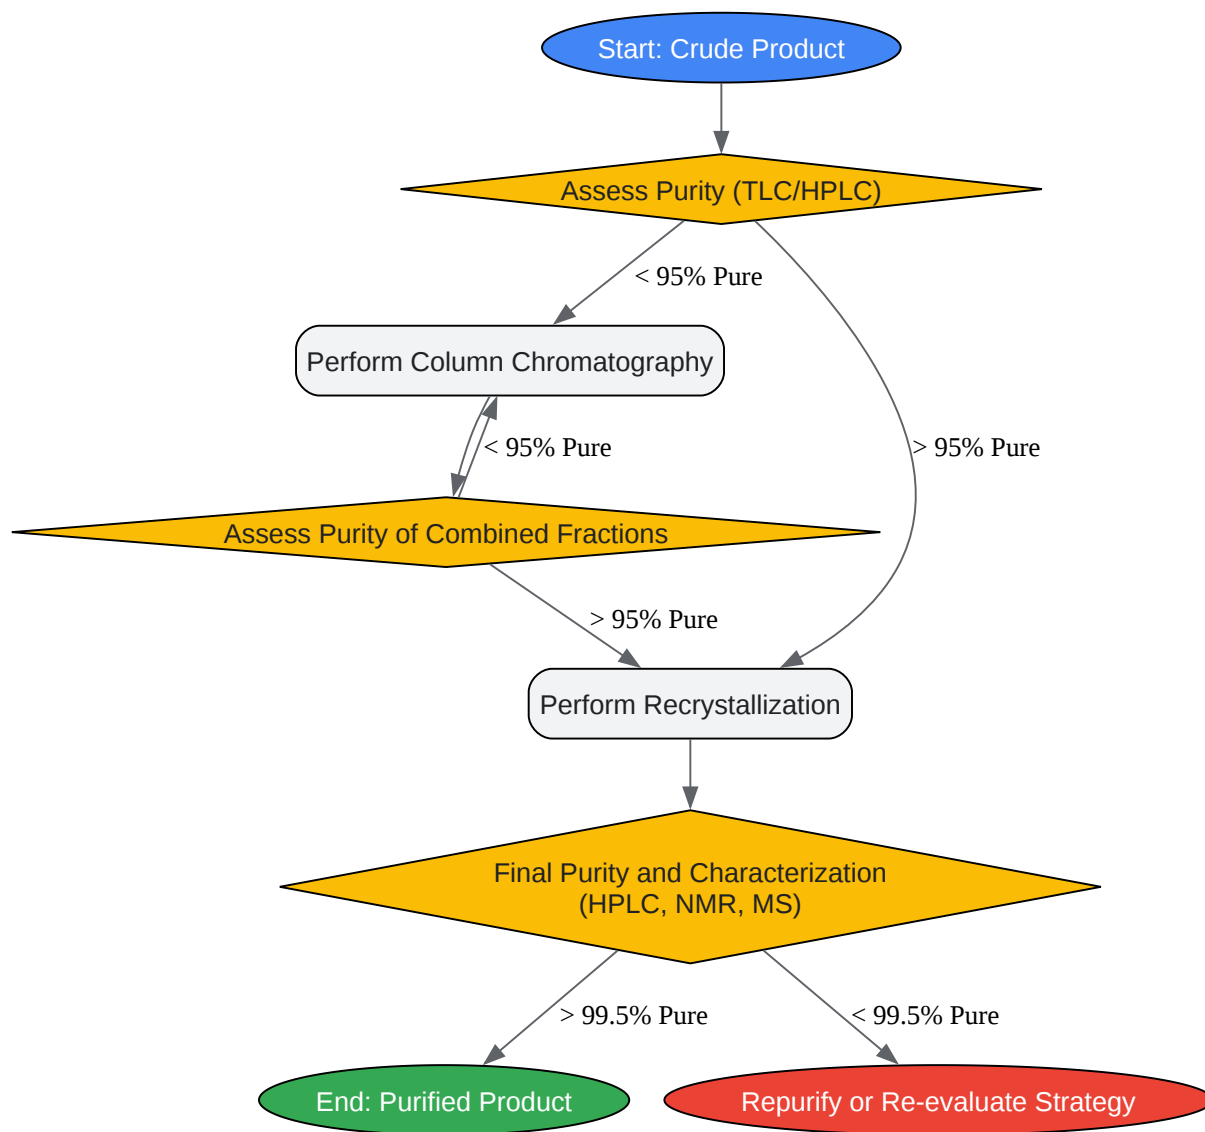 Start: Crude Product
Assess Purity (TLC/HPLC)
< 95% Pure
Perform Column Chromatography
< 95% Pure
> 95% Pure
Assess Purity of Combined Fractions
> 95% Pure
Perform Recrystallization
Final Purity and Characterization
(HPLC, NMR, MS)
> 99.5% Pure
< 99.5% Pure
End: Purified Product
Repurify or Re-evaluate Strategy